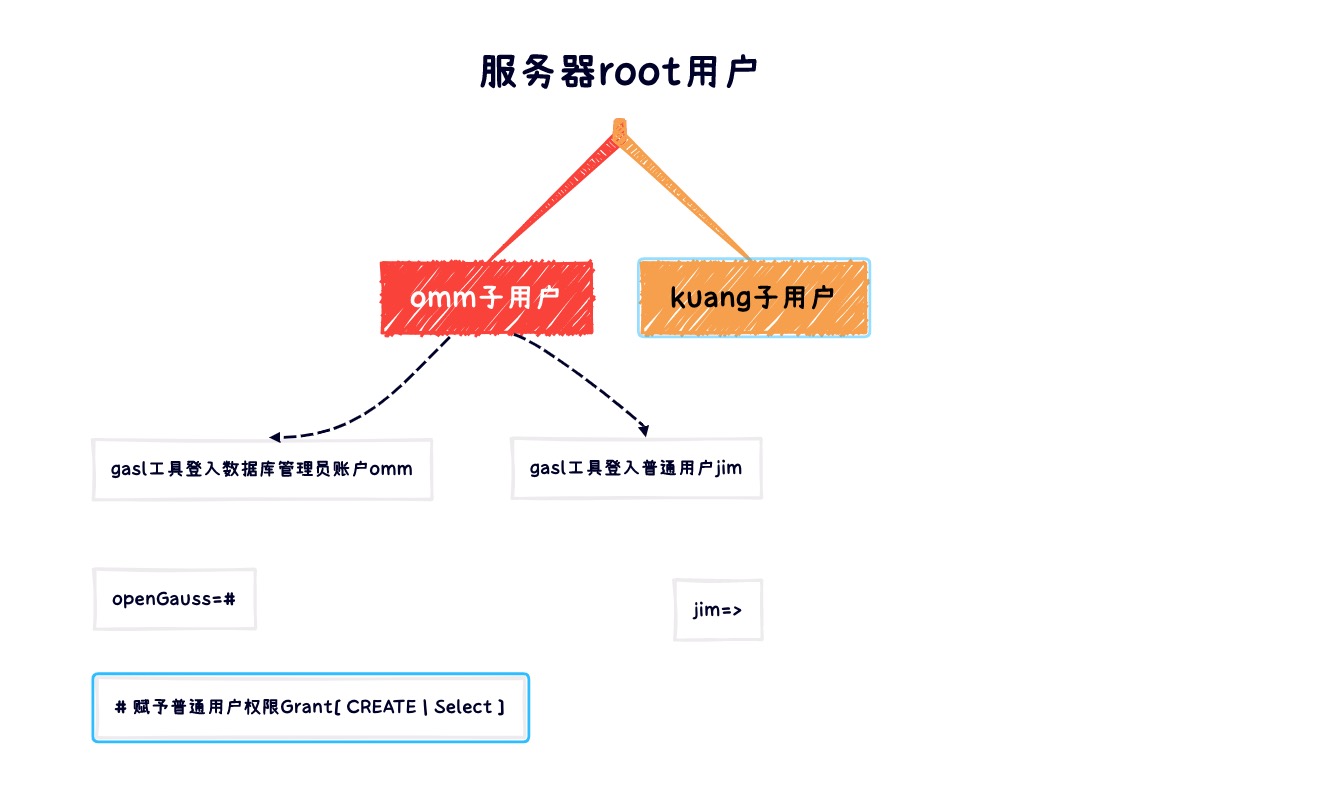 服务器root用户
omm子用户
kuang子用户
gasl工具登入数据库管理员账户omm
gasl工具登入普通用户jim
openGauss=#
jim=>
# 赋予普通用户权限Grant[ CREATE | Select ]